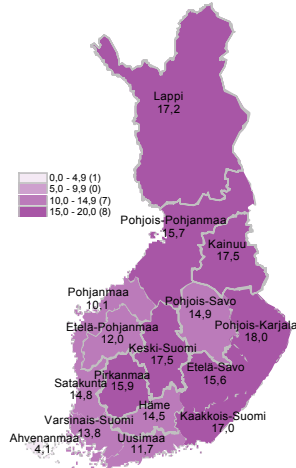 Lappi
17,2
0,0 - 4,9 (1)
5,0 - 9,9 (0)
10,0 - 14,9 (7)
15,0 - 20,0 (8)
Pohjois-Pohjanmaa
15,7
Kainuu
17,5
Pohjanmaa
10,1
Pohjois-Savo
14,9
Etelä-Pohjanmaa
12,0
Pohjois-Karjala
18,0
Keski-Suomi
17,5
Pirkanmaa
15,9
Etelä-Savo
15,6
Satakunta
14,8
Häme
14,5
Varsinais-Suomi
13,8
Kaakkois-Suomi
17,0
Ahvenanmaa
4,1
Uusimaa
11,7